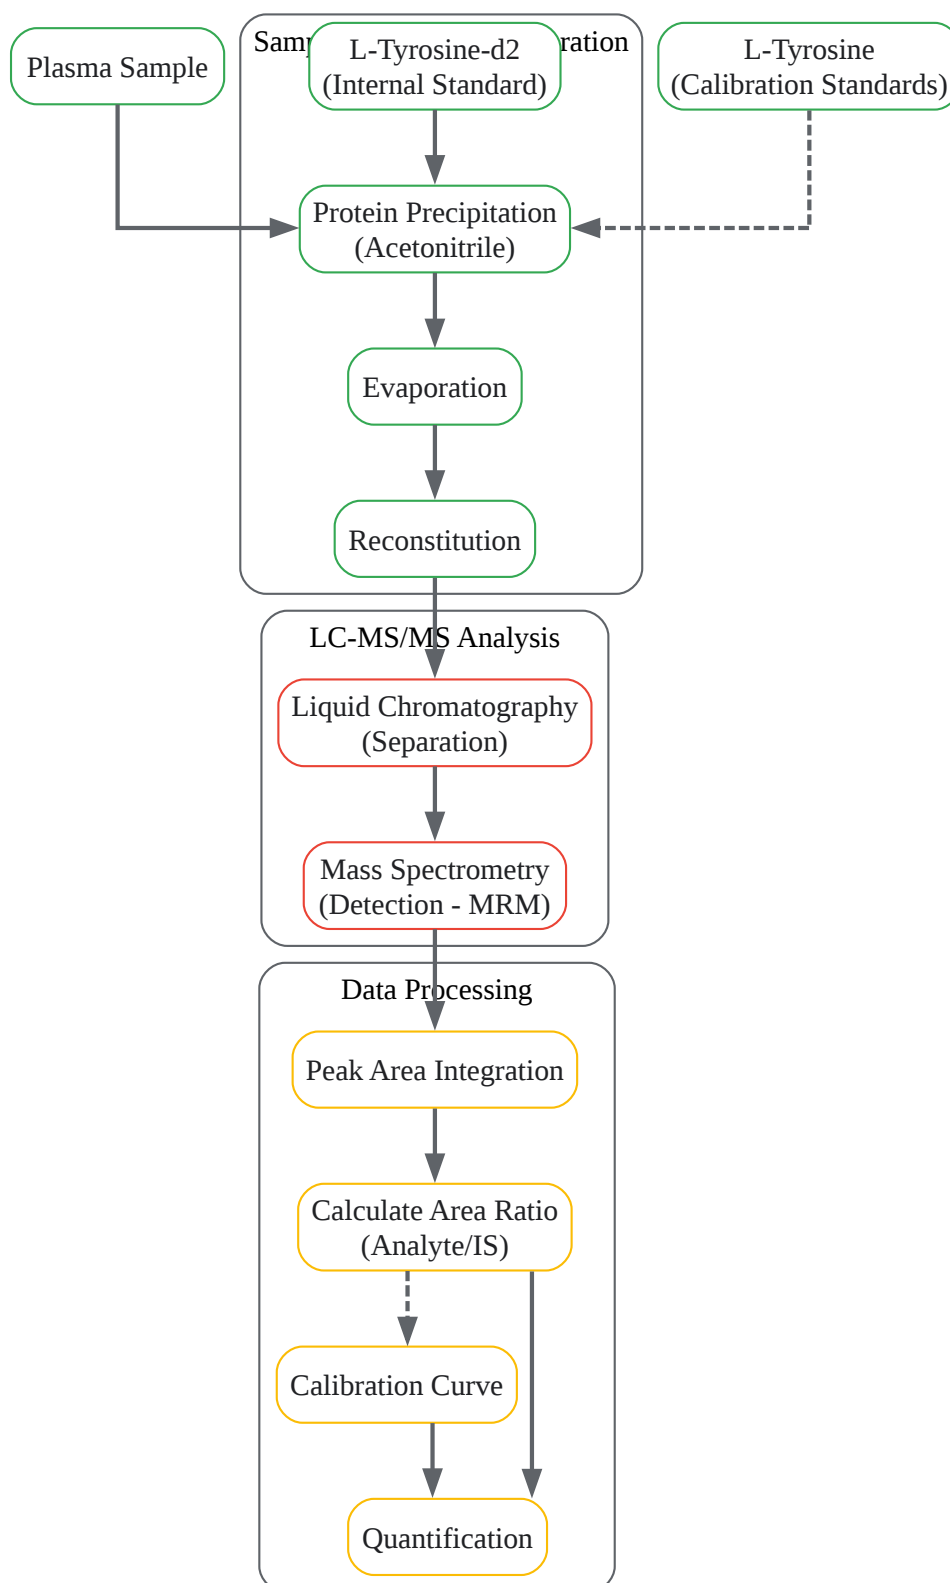 Plasma Sample
L-Tyrosine-d2
(Internal Standard)
L-Tyrosine
(Calibration Standards)
Protein Precipitation
(Acetonitrile)
Evaporation
Reconstitution
LC-MS/MS Analysis
Liquid Chromatography
(Separation)
Mass Spectrometry
(Detection - MRM)
Data Processing
Peak Area Integration
Calculate Area Ratio
(Analyte/IS)
Calibration Curve
Quantification